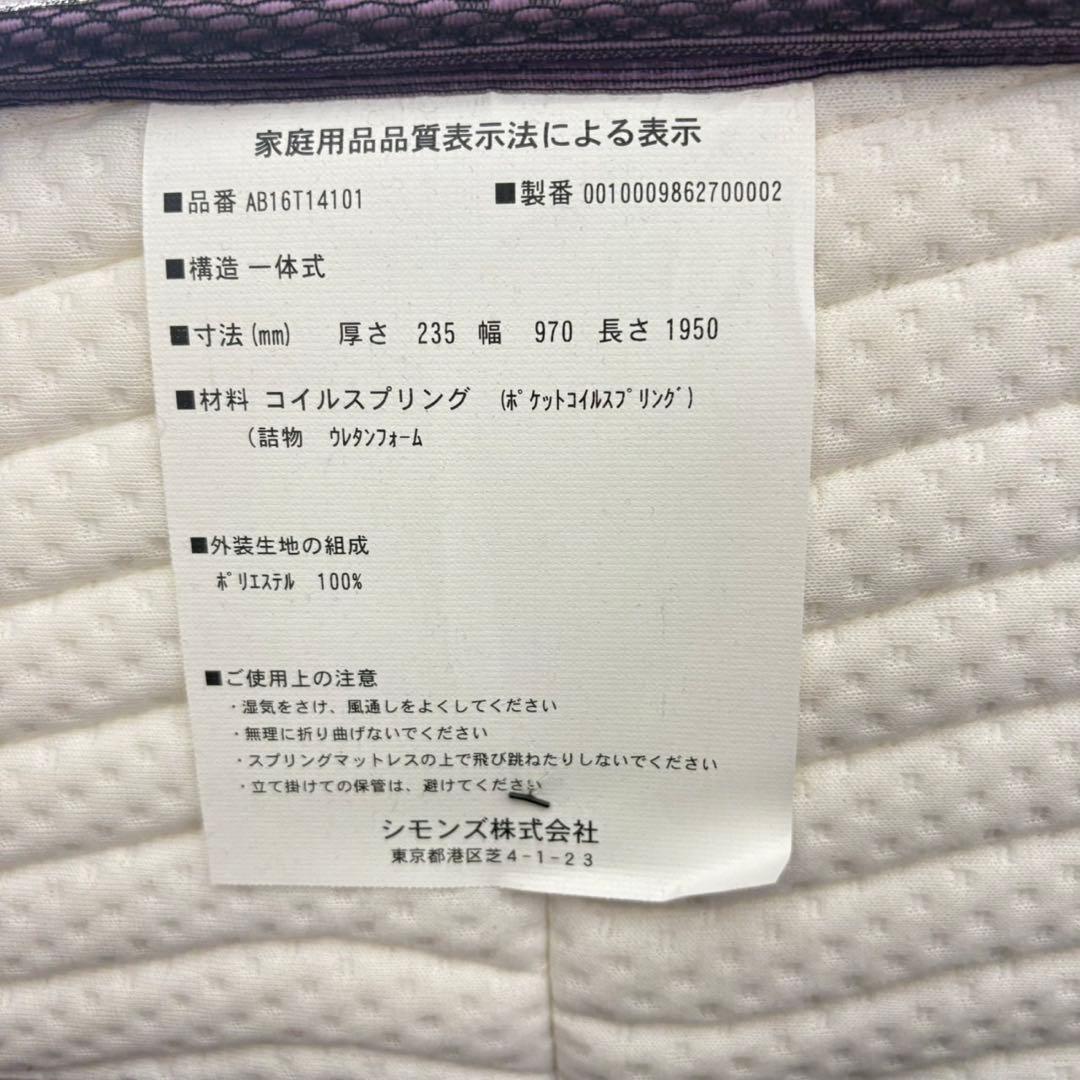 家庭用品品質表示法による表示
■品番 AB16T14101 ■製番 0010009862700002
■構造 一体式
■寸法(mm) 厚さ 235 幅 970 長さ 1950
■材料 コイルスプリング (ﾎﾟｹｯﾄｺｲﾙｽﾌﾟﾘﾝｸﾞ)
(詰物 ｳﾚﾀﾝﾌｫｰﾑ
■外装生地の組成
ﾎﾟﾘｴｽﾃﾙ 100%
■ご使用上の注意
・湿気をさけ、風通しをよくしてください
・無理に折り曲げないでください
・スプリングマットレスの上で飛び跳ねたりしないでください
・立て掛けての保管は、避けてください
シモンズ株式会社
東京都港区芝4-1-23